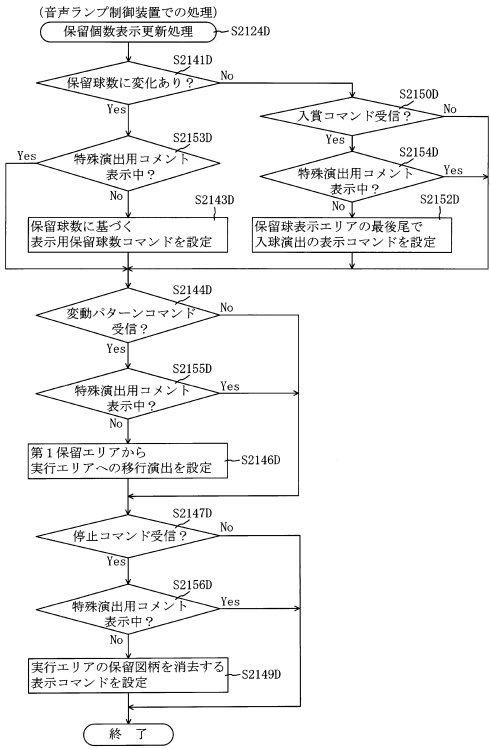 (音声ランプ制御装置での処理)
保留個数表示更新処理
S2124D
S2141D
保留球数に変化あり？
No
Yes
S2150D
入賞コマンド受信？
No
Yes
S2153D
特殊演出用コメント
表示中？
Yes
No
S2154D
特殊演出用コメント
表示中？
Yes
No
S2143D
保留球数に基づく
表示用保留球数コマンドを設定
S2152D
保留球表示エリアの最後尾で
入球演出の表示コマンドを設定
S2144D
変動パターンコマンド
受信？
No
Yes
S2155D
特殊演出用コメント
表示中？
Yes
No
第１保留エリアから
実行エリアへの移行演出を設定
S2146D
S2147D
停止コマンド受信？
No
Yes
S2156D
特殊演出用コメント
表示中？
Yes
No
実行エリアの保留図柄を消去する
表示コマンドを設定
S2149D
終 了